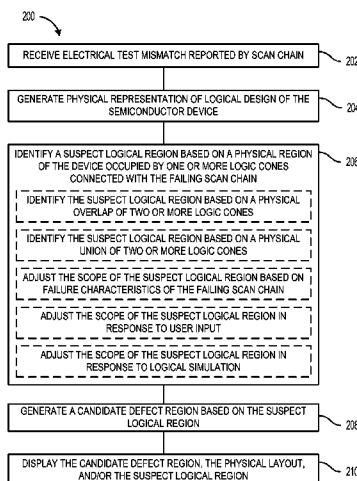 200
RECEIVE ELECTRICAL TEST MISMATCH REPORTED BY SCAN CHAIN
202
GENERATE PHYSICAL REPRESENTATION OF LOGICAL DESIGN OF THE
SEMICONDUCTOR DEVICE
204
IDENTIFY A SUSPECT LOGICAL REGION BASED ON A PHYSICAL REGION
OF THE DEVICE OCCUPIED BY ONE OR MORE LOGIC CONES
CONNECTED WITH THE FAILING SCAN CHAIN
206
IDENTIFY THE SUSPECT LOGICAL REGION BASED ON A PHYSICAL
OVERLAP OF TWO OR MORE LOGIC CONES
IDENTIFY THE SUSPECT LOGICAL REGION BASED ON A PHYSICAL
UNION OF TWO OR MORE LOGIC CONES
ADJUST THE SCOPE OF THE SUSPECT LOGICAL REGION BASED ON
FAILURE CHARACTERISTICS OF THE FAILING SCAN CHAIN
ADJUST THE SCOPE OF THE SUSPECT LOGICAL REGION IN
RESPONSE TO USER INPUT
ADJUST THE SCOPE OF THE SUSPECT LOGICAL REGION IN
RESPONSE TO LOGICAL SIMULATION
GENERATE A CANDIDATE DEFECT REGION BASED ON THE SUSPECT
LOGICAL REGION
208
DISPLAY THE CANDIDATE DEFECT REGION, THE PHYSICAL LAYOUT,
AND/OR THE SUSPECT LOGICAL REGION
210